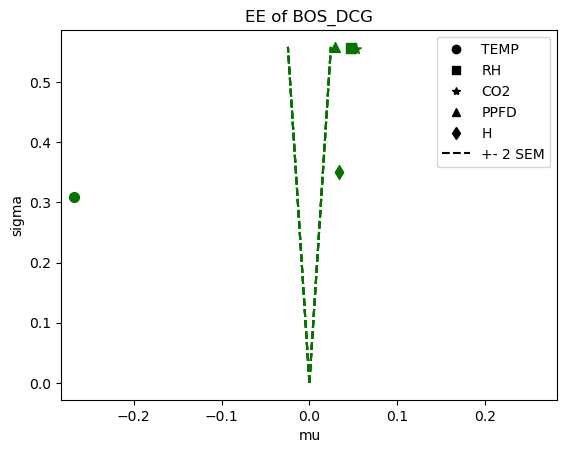 EE of BOS_DCG
TEMP
RH
CO2
PPFD
H
+- 2 SEM
sigma
0.5
0.4
0.3
0.2
0.1
0.0
−0.2
−0.1
0.0
0.1
0.2
mu